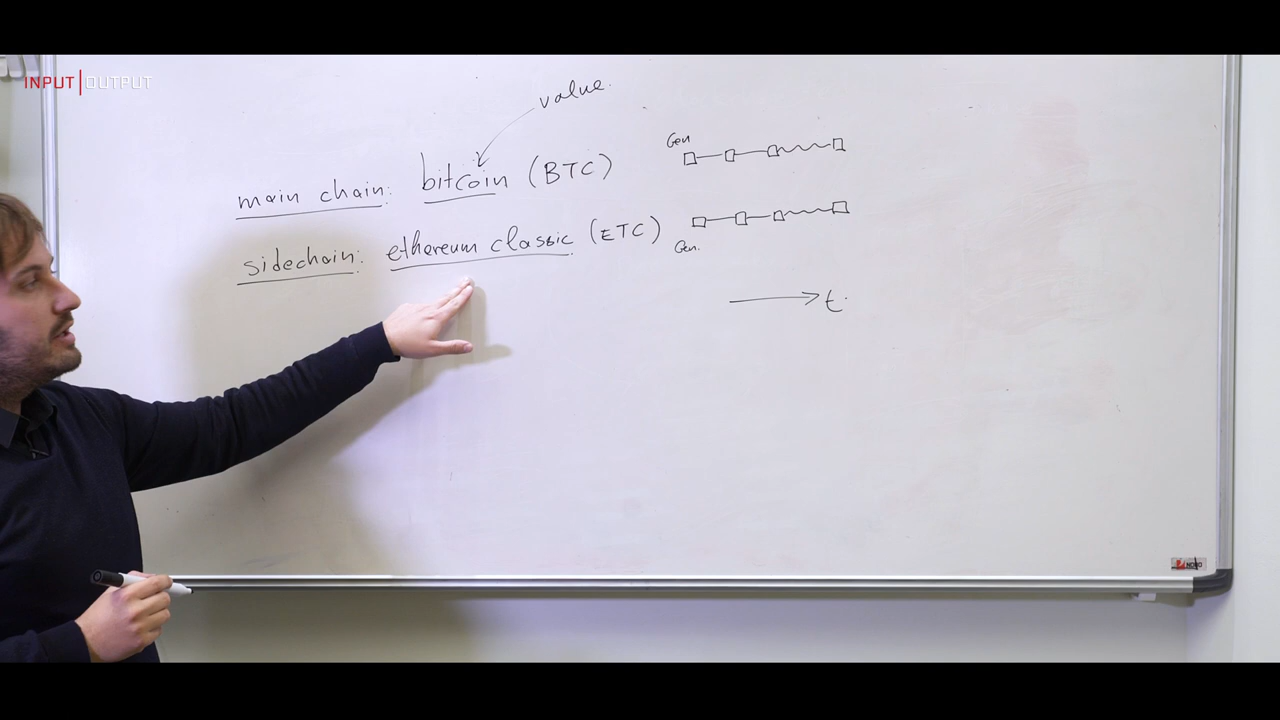 INPUT|OUTPUT
value.
main chain: bitcoin (BTC)
Gen
sidechain: ethereum classic (ETC)
Gen.
t.